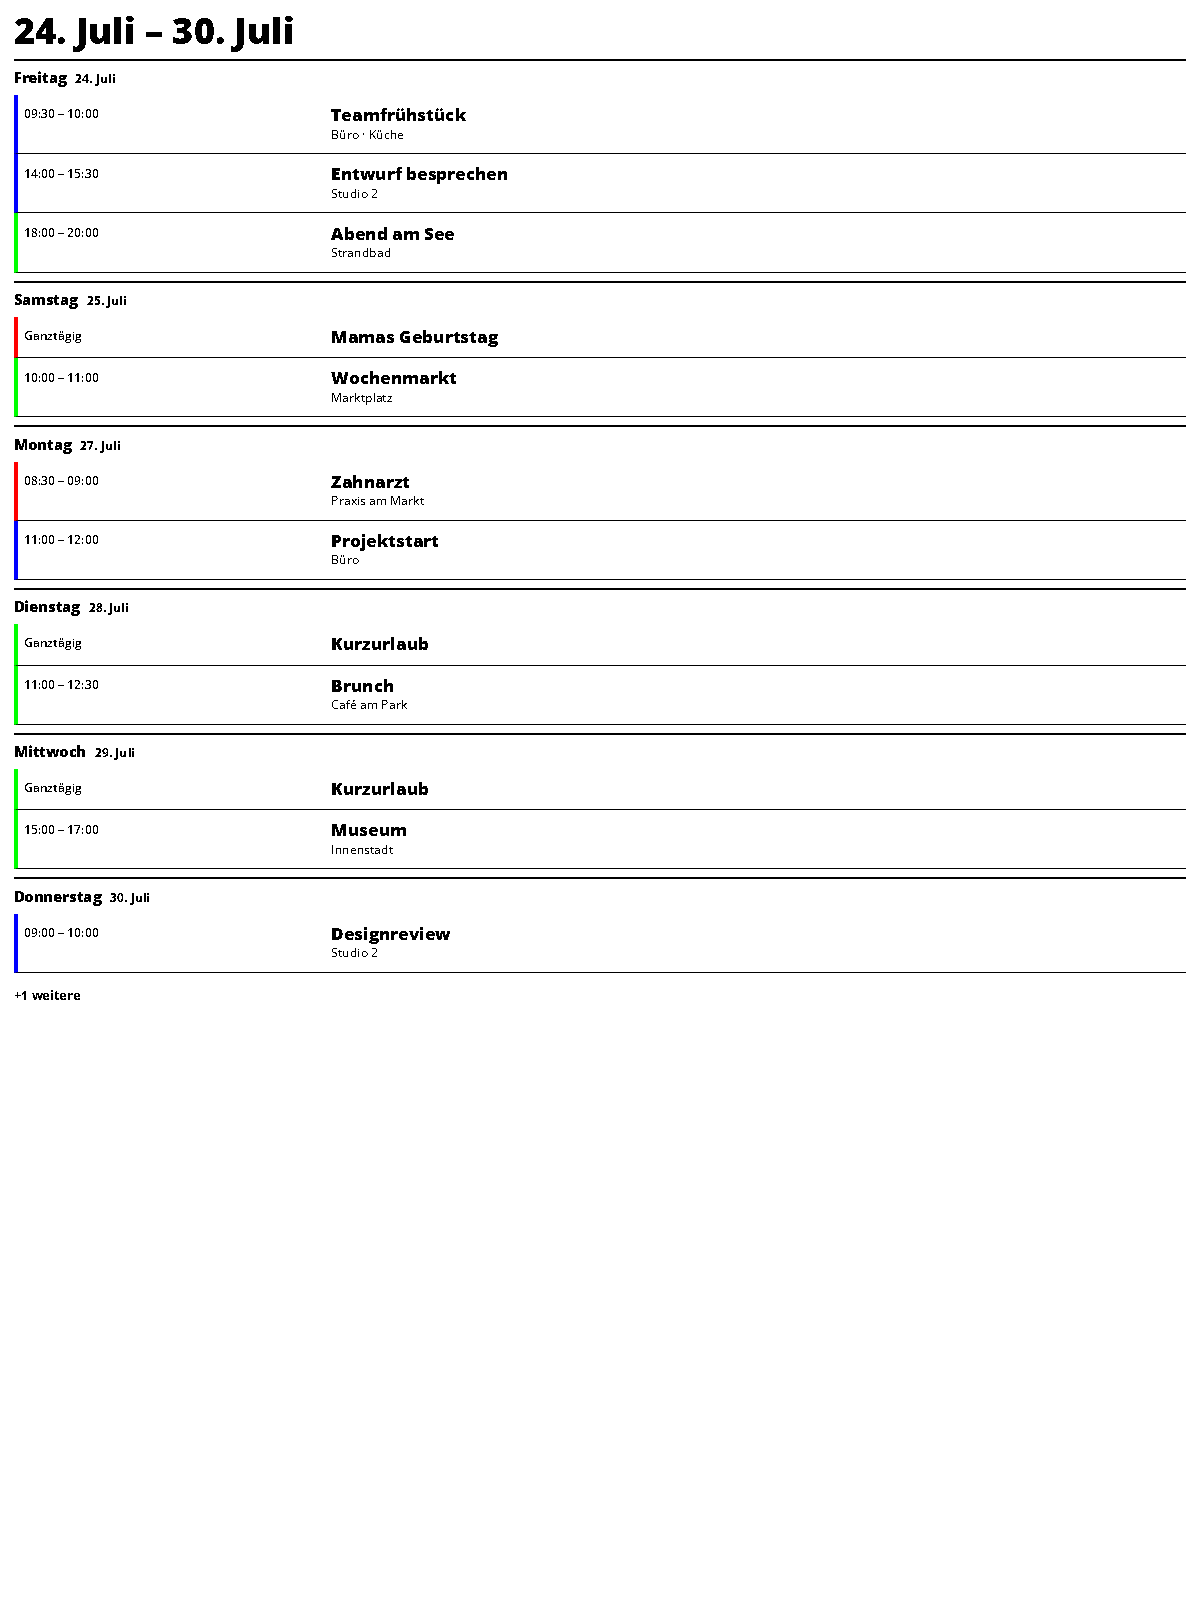 24. Juli – 30. Juli
Freitag 24. Juli
09:30 – 10:00 Teamfrühstück
Büro · Küche
14:00 – 15:30 Entwurf besprechen
Studio 2
18:00 – 20:00 Abend am See
Strandbad
Samstag 25. Juli
Ganztägig Mamas Geburtstag
10:00 – 11:00 Wochenmarkt
Marktplatz
Montag 27. Juli
08:30 – 09:00 Zahnarzt
Praxis am Markt
11:00 – 12:00 Projektstart
Büro
Dienstag 28. Juli
Ganztägig Kurzurlaub
11:00 – 12:30 Brunch
Café am Park
Mittwoch 29. Juli
Ganztägig Kurzurlaub
15:00 – 17:00 Museum
Innenstadt
Donnerstag 30. Juli
09:00 – 10:00 Designreview
Studio 2
+1 weitere